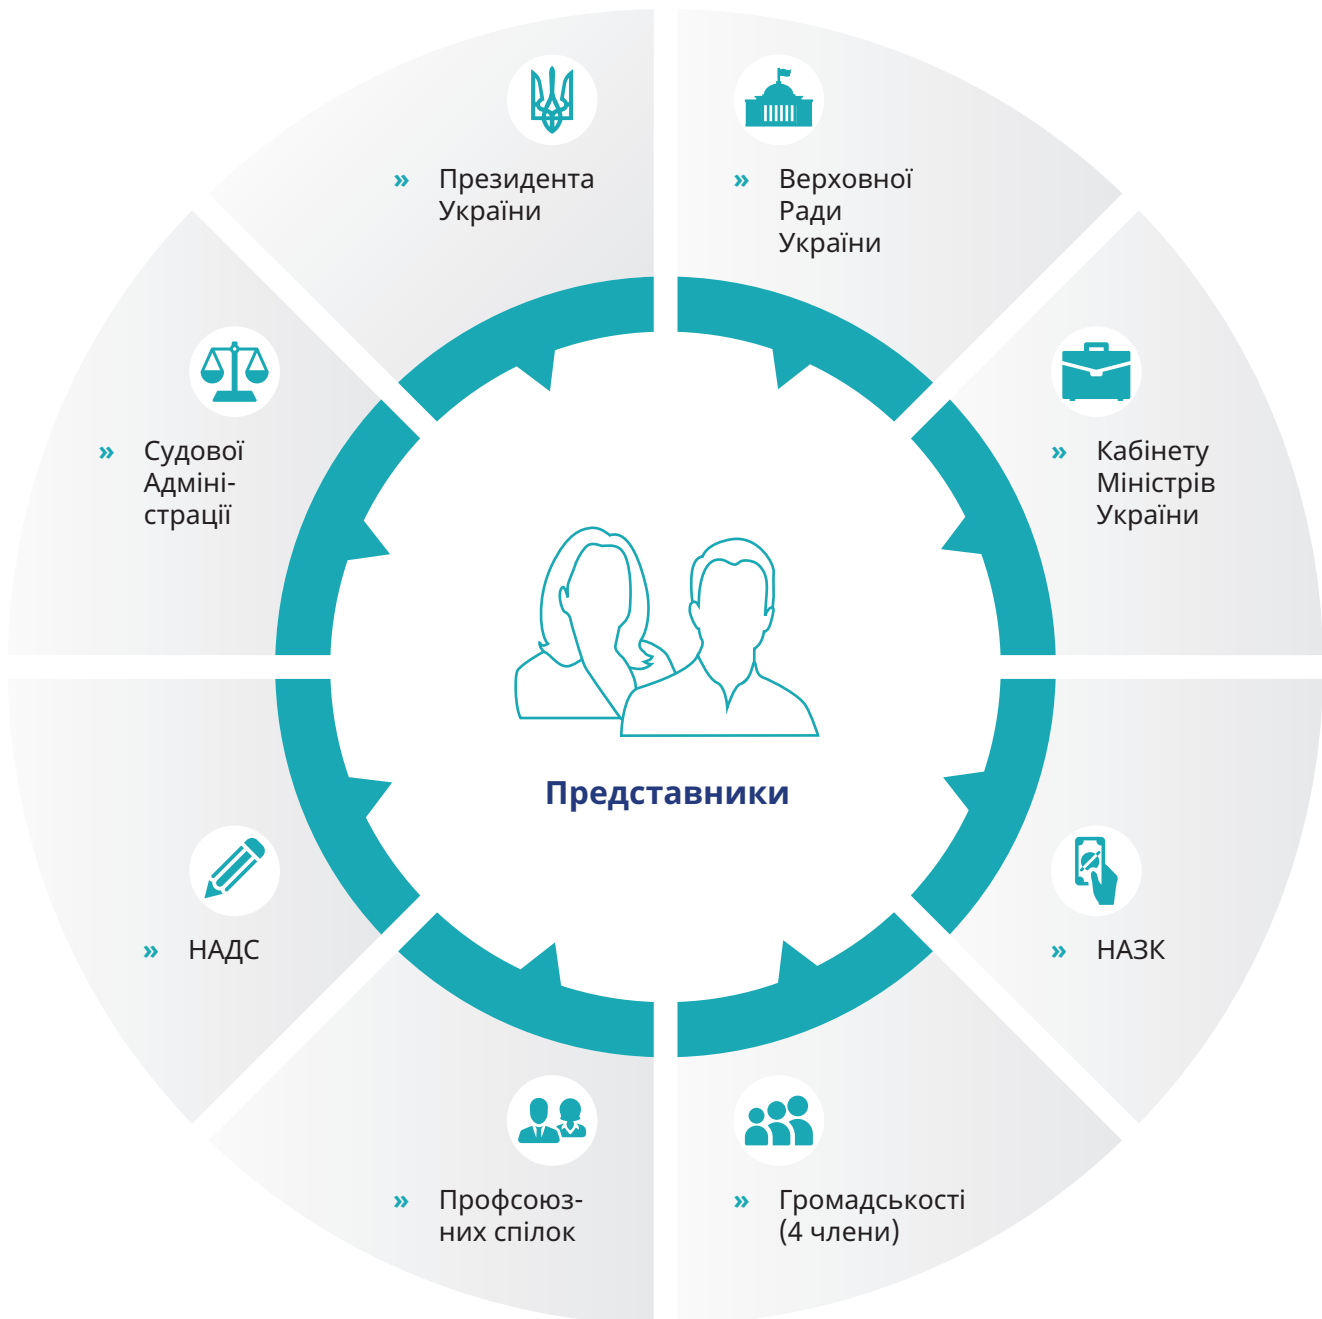 » Президента
України
» Верховної
Ради
України
» Судової
Адміні-
страції
» Кабінету
Міністрів
України
Представники
» НАДС
» НАЗК
» Профсоюз-
них спілок
» Громадськості
(4 члени)